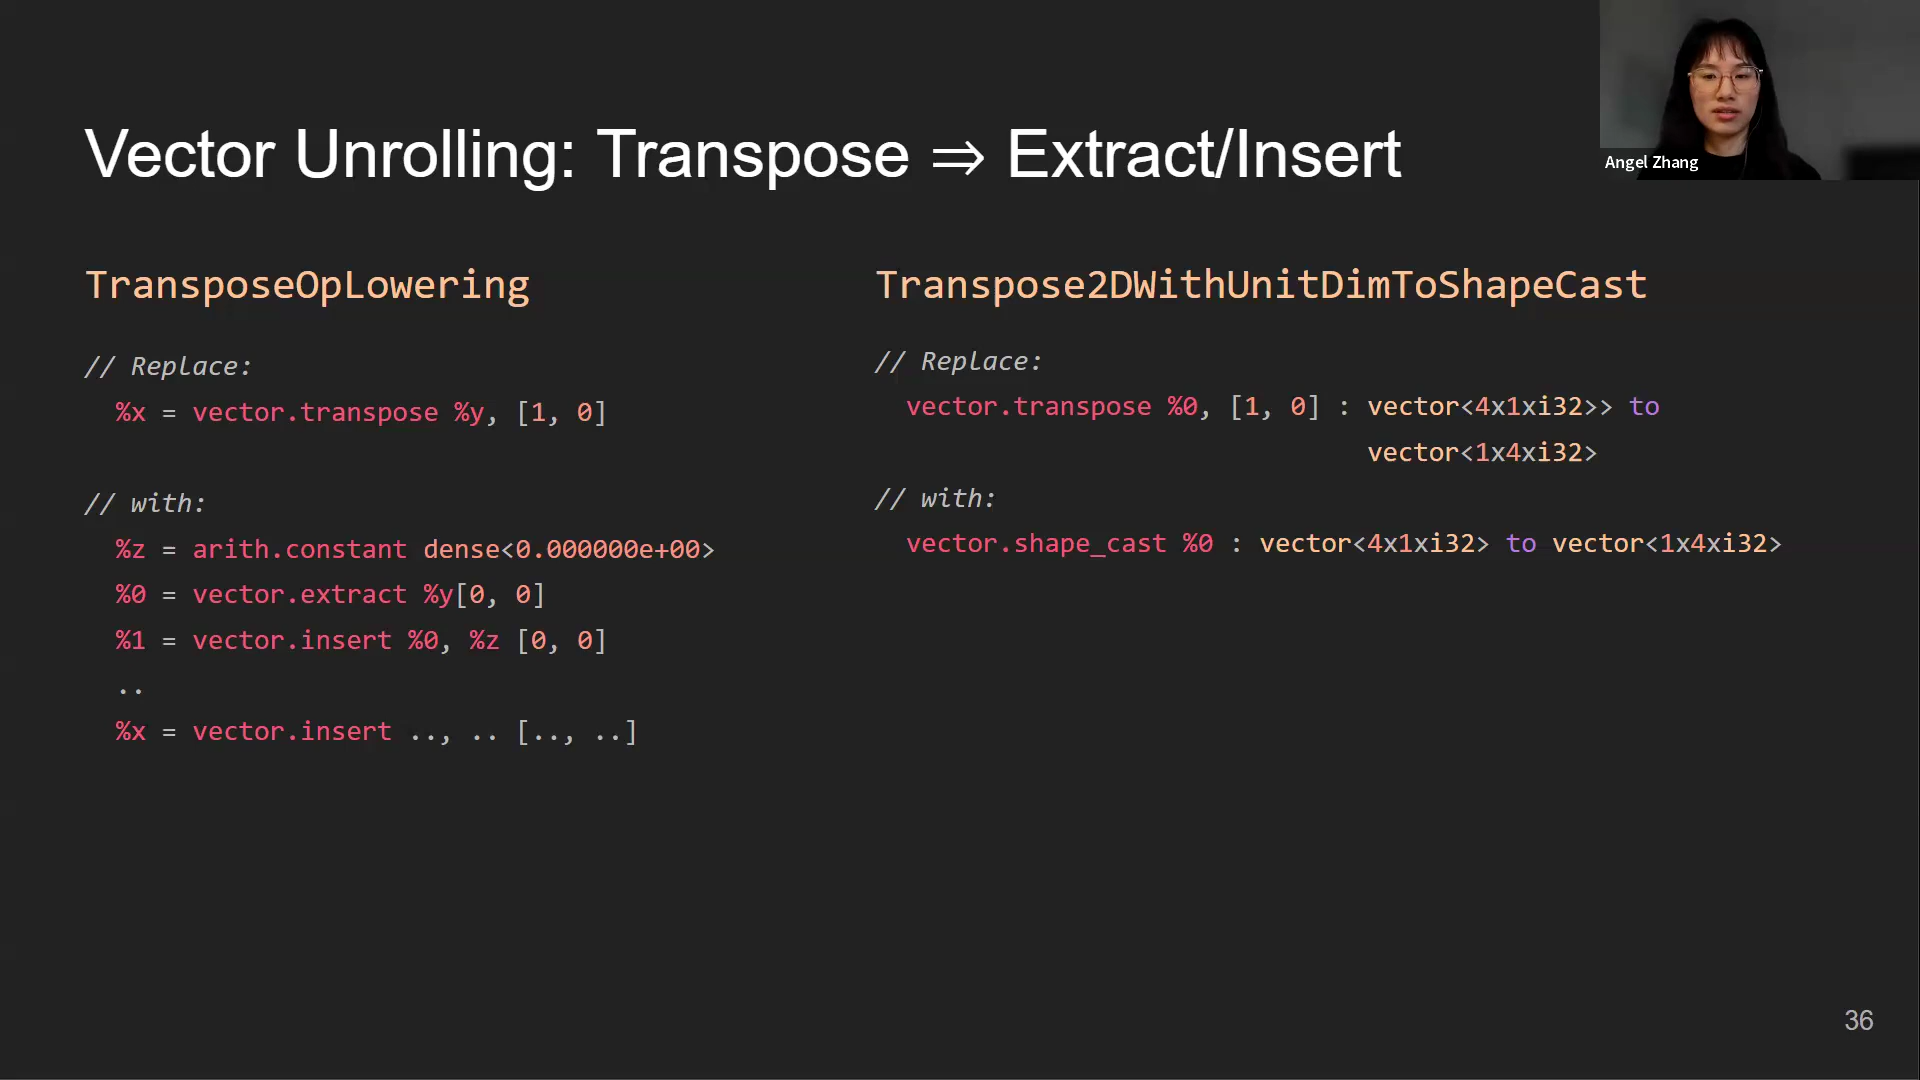 Vector Unrolling: Transpose ⇒ Extract/Insert
Angel Zhang
TransposeOpLowering
// Replace:
%x = vector.transpose %y, [1, 0]
// with:
%z = arith.constant dense<0.000000e+00>
%0 = vector.extract %y[0, 0]
%1 = vector.insert %0, %z [0, 0]
..
%x = vector.insert .., .. [.., ..]
Transpose2DWithUnitDimToShapeCast
// Replace:
vector.transpose %0, [1, 0] : vector<4x1xi32>> to
vector<1x4xi32>
// with:
vector.shape_cast %0 : vector<4x1xi32> to vector<1x4xi32>
36